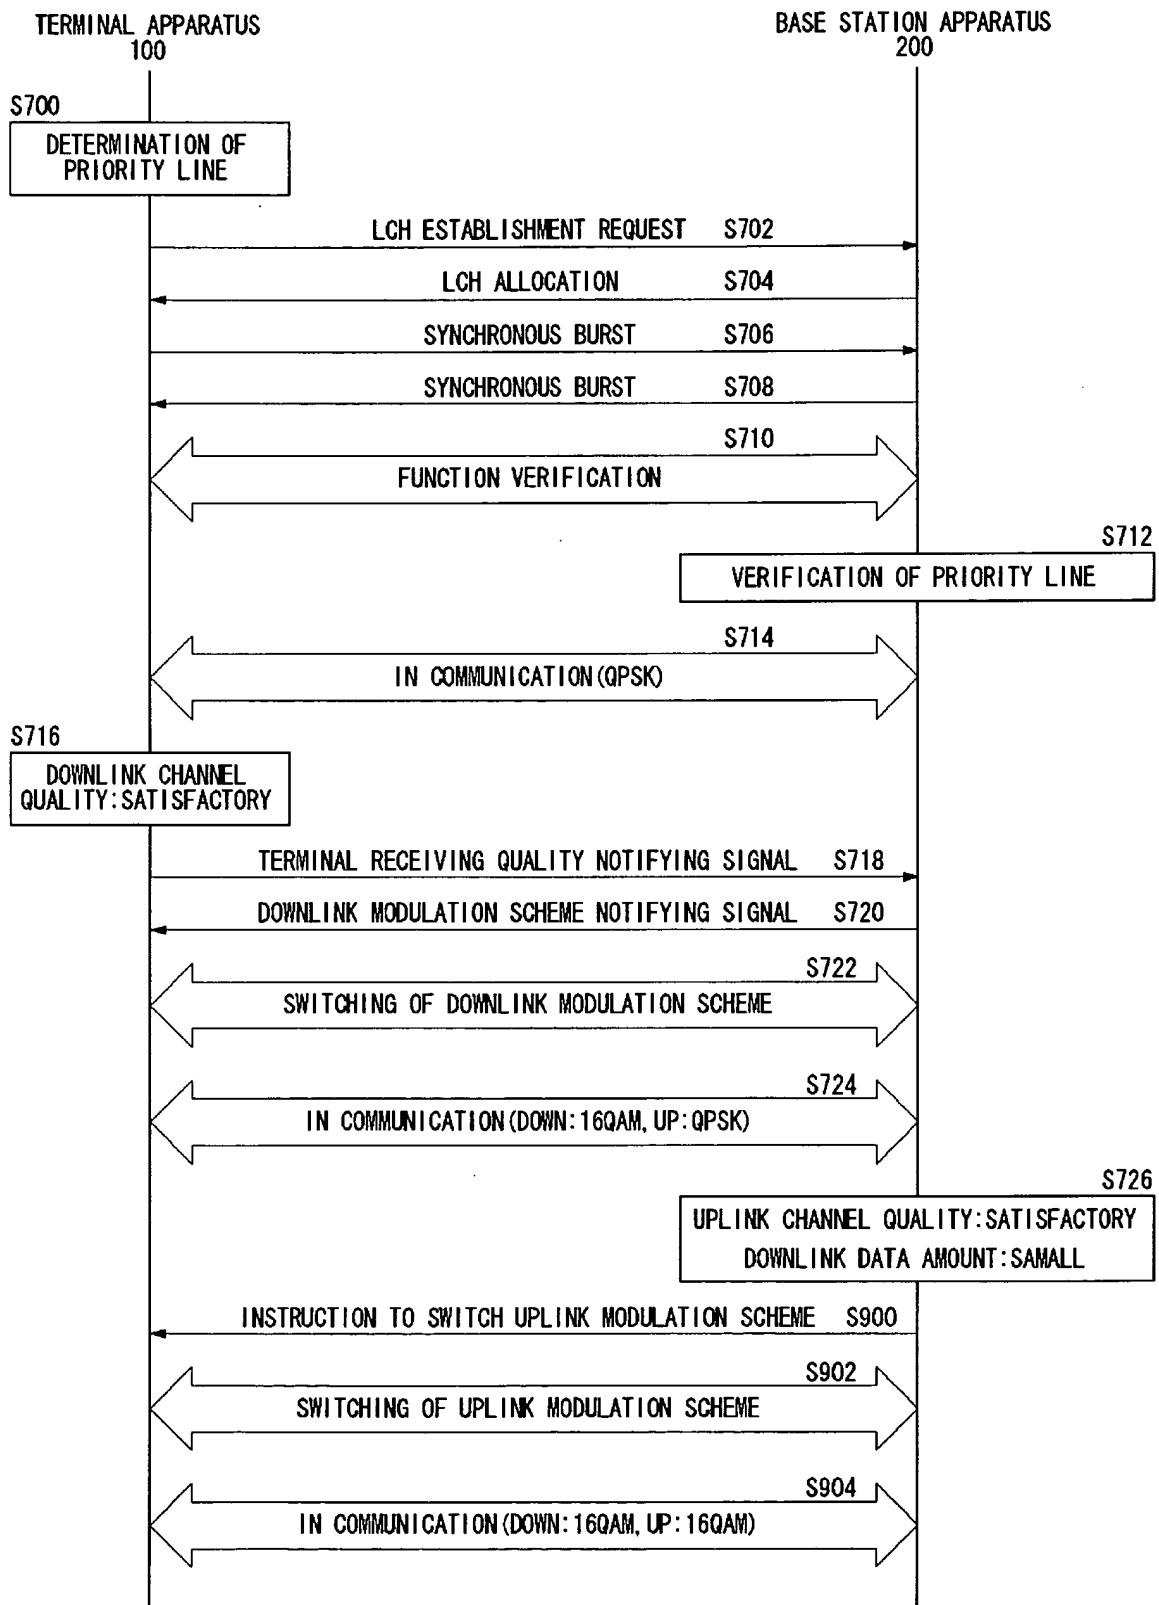 TERMINAL APPARATUS
100
BASE STATION APPARATUS
200
S700
DETERMINATION OF
PRIORITY LINE
LCH ESTABLISHMENT REQUEST S702
LCH ALLOCATION S704
SYNCHRONOUS BURST S706
SYNCHRONOUS BURST S708
S710
FUNCTION VERIFICATION
S712
VERIFICATION OF PRIORITY LINE
S714
IN COMMUNICATION(QPSK)
S716
DOWNLINK CHANNEL
QUALITY:SATISFACTORY
TERMINAL RECEIVING QUALITY NOTIFYING SIGNAL S718
DOWNLINK MODULATION SCHEME NOTIFYING SIGNAL S720
S722
SWITCHING OF DOWNLINK MODULATION SCHEME
S724
IN COMMUNICATION(DOWN:16QAM, UP:QPSK)
S726
UPLINK CHANNEL QUALITY:SATISFACTORY
DOWNLINK DATA AMOUNT:SAMALL
INSTRUCTION TO SWITCH UPLINK MODULATION SCHEME S900
S902
SWITCHING OF UPLINK MODULATION SCHEME
S904
IN COMMUNICATION(DOWN:16QAM, UP:16QAM)